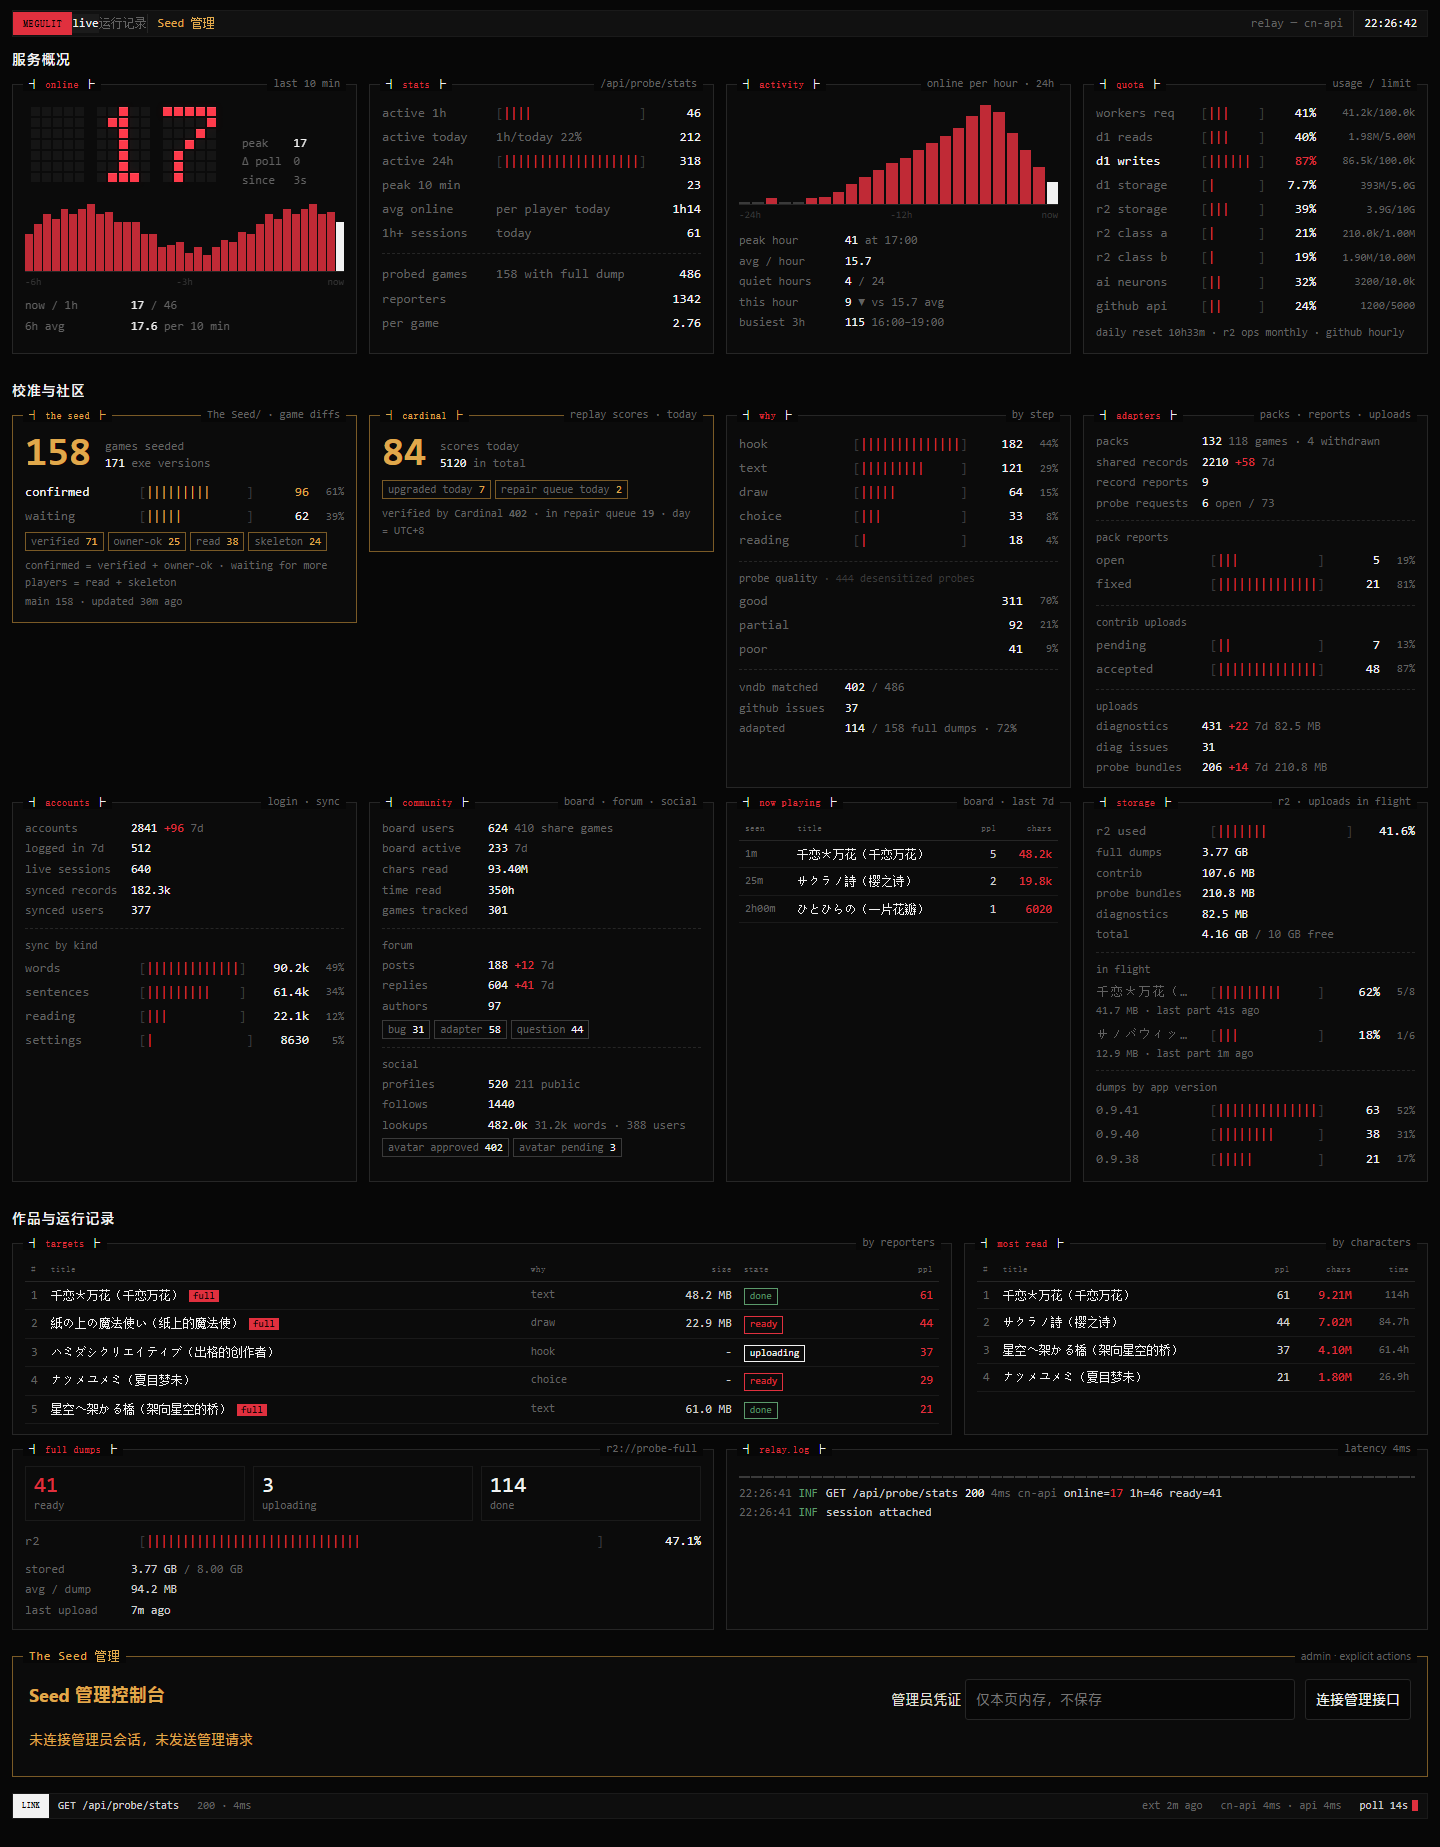 MEGULIT live 运行记录 Seed 管理 relay — cn-api 22:26:42
服务概况
online last 10 min
17
peak 17
Δ poll 0
since 3s
-6h -3h now
now / 1h 17 / 46
6h avg 17.6 per 10 min
stats /api/probe/stats
active 1h [||||] 46
active today 1h/today 22% 212
active 24h [||||||||||||||||||||] 318
peak 10 min 23
avg online per player today 1h14
1h+ sessions today 61
probed games 158 with full dump 486
reporters 1342
per game 2.76
activity online per hour · 24h
-24h -12h now
peak hour 41 at 17:00
avg / hour 15.7
quiet hours 4 / 24
this hour 9 ▼ vs 15.7 avg
busiest 3h 115 16:00–19:00
quota usage / limit
workers req [|||] 41% 41.2k/100.0k
d1 reads [|||] 40% 1.98M/5.00M
d1 writes [||||||] 87% 86.5k/100.0k
d1 storage [|] 7.7% 393M/5.0G
r2 storage [|||] 39% 3.9G/10G
r2 class a [|] 21% 210.0k/1.00M
r2 class b [|] 19% 1.90M/10.00M
ai neurons [||] 32% 3200/10.0k
github api [||] 24% 1200/5000
daily reset 10h33m · r2 ops monthly · github hourly
校准与社区
the seed The Seed/ · game diffs
158 games seeded
171 exe versions
confirmed [|||||||||] 96 61%
waiting [|||||] 62 39%
verified 71 owner-ok 25 read 38 skeleton 24
confirmed = verified + owner-ok · waiting for more
players = read + skeleton
main 158 · updated 30m ago
cardinal replay scores · today
84 scores today
5120 in total
upgraded today 7 repair queue today 2
verified by Cardinal 402 · in repair queue 19 · day
= UTC+8
why by step
hook [||||||||||||||] 182 44%
text [|||||||||] 121 29%
draw [|||||] 64 15%
choice [|||] 33 8%
reading [|] 18 4%
probe quality · 444 desensitized probes
good 311 70%
partial 92 21%
poor 41 9%
vndb matched 402 / 486
github issues 37
adapted 114 / 158 full dumps · 72%
adapters packs · reports · uploads
packs 132 118 games · 4 withdrawn
shared records 2210 +58 7d
record reports 9
probe requests 6 open / 73
pack reports
open [|||] 5 19%
fixed [||||||||||||||] 21 81%
contrib uploads
pending [||] 7 13%
accepted [||||||||||||||] 48 87%
uploads
diagnostics 431 +22 7d 82.5 MB
diag issues 31
probe bundles 206 +14 7d 210.8 MB
accounts login · sync
accounts 2841 +96 7d
logged in 7d 512
live sessions 640
synced records 182.3k
synced users 377
sync by kind
words [|||||||||||||] 90.2k 49%
sentences [|||||||||] 61.4k 34%
reading [|||] 22.1k 12%
settings [|] 8630 5%
community board · forum · social
board users 624 410 share games
board active 233 7d
chars read 93.40M
time read 350h
games tracked 301
forum
posts 188 +12 7d
replies 604 +41 7d
authors 97
bug 31 adapter 58 question 44
social
profiles 520 211 public
follows 1440
lookups 482.0k 31.2k words · 388 users
avatar approved 402 avatar pending 3
now playing board · last 7d
seen title ppl chars
1m 千恋＊万花（千恋万花） 5 48.2k
25m サクラノ詩（樱之诗） 2 19.8k
2h00m ひとひらの（一片花瓣） 1 6020
storage r2 · uploads in flight
r2 used [|||||||] 41.6%
full dumps 3.77 GB
contrib 107.6 MB
probe bundles 210.8 MB
diagnostics 82.5 MB
total 4.16 GB / 10 GB free
in flight
千恋＊万花（… [|||||||||] 62% 5/8
41.7 MB · last part 41s ago
サノバウィッ… [|||] 18% 1/6
12.9 MB · last part 1m ago
dumps by app version
0.9.41 [||||||||||||||] 63 52%
0.9.40 [||||||||] 38 31%
0.9.38 [|||||] 21 17%
作品与运行记录
targets by reporters
# title why size state ppl
1 千恋＊万花（千恋万花） full text 48.2 MB done 61
2 纸の上の魔法使い（纸上的魔法使） full draw 22.9 MB ready 44
3 ハミダシクリエイティブ（出格的创作者） hook – uploading 37
4 ナツメユメミ（夏目梦未） choice – ready 29
5 星空へ架かる橋（架向星空的桥） full text 61.0 MB done 21
most read by characters
# title ppl chars time
1 千恋＊万花（千恋万花） 61 9.21M 114h
2 サクラノ詩（樱之诗） 44 7.02M 84.7h
3 星空へ架かる橋（架向星空的桥） 37 4.10M 61.4h
4 ナツメユメミ（夏目梦未） 21 1.80M 26.9h
full dumps r2://probe-full
41 3 114
ready uploading done
r2 [||||||||||||||||||||||||||||||] 47.1%
stored 3.77 GB / 8.00 GB
avg / dump 94.2 MB
last upload 7m ago
relay.log latency 4ms
22:26:41 INF GET /api/probe/stats 200 4ms cn-api online=17 1h=46 ready=41
22:26:41 INF session attached
The Seed 管理 admin · explicit actions
Seed 管理控制台
管理员凭证 仅本页内存，不保存 连接管理接口
未连接管理员会话，未发送管理请求
LINK GET /api/probe/stats 200 · 4ms ext 2m ago cn-api 4ms · api 4ms poll 14s